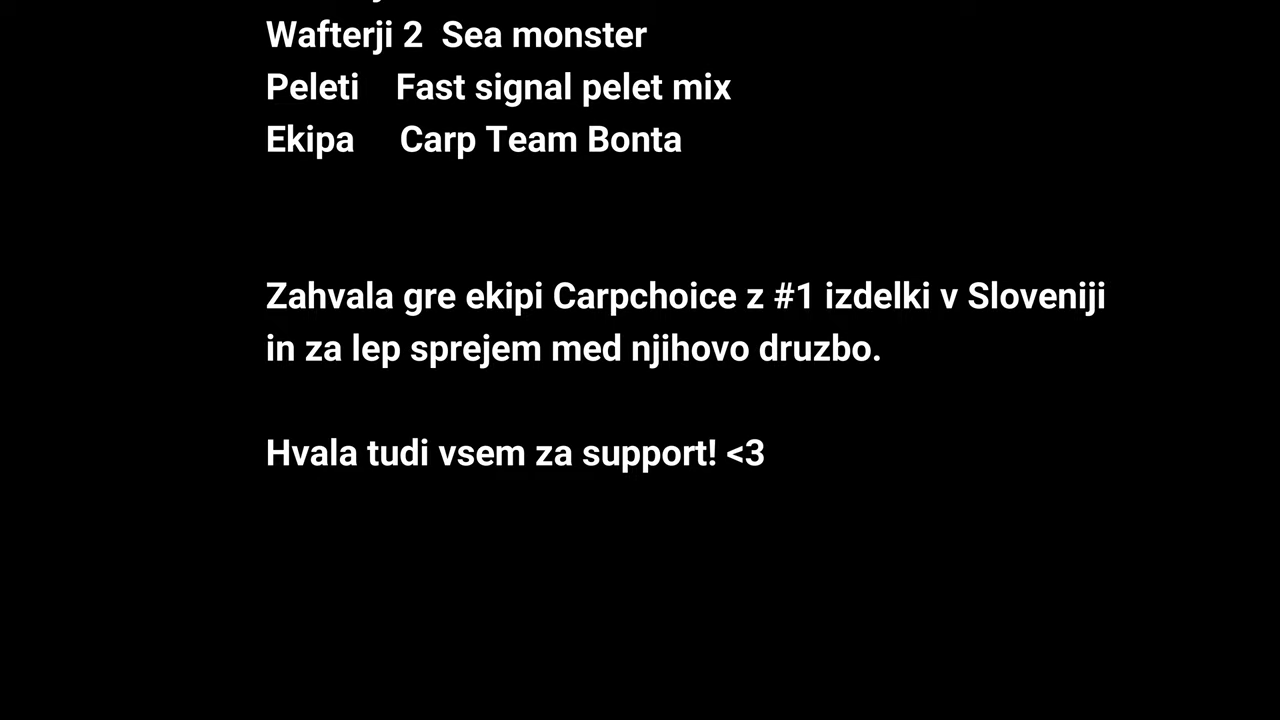 Wafterji 2 Sea monster
Peleti Fast signal pelet mix
Ekipa Carp Team Bonta
Zahvala gre ekipi Carpchoice z #1 izdelki v Sloveniji
in za lep sprejem med njihovo druzbo.
Hvala tudi vsem za support! <3